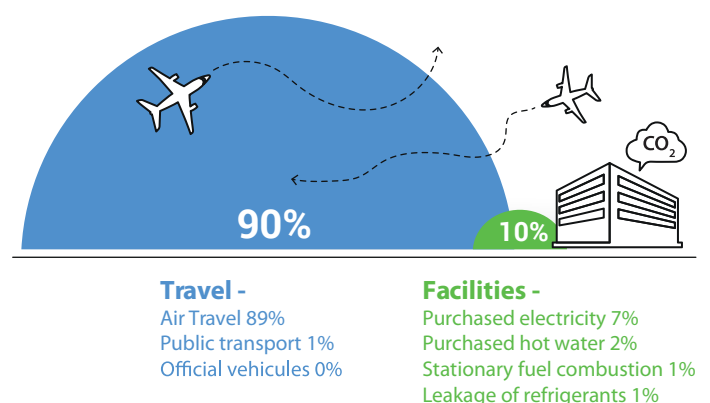 CO2
90%
10%
Travel -
Air Travel 89%
Public transport 1%
Official vehicules 0%
Facilities -
Purchased electricity 7%
Purchased hot water 2%
Stationary fuel combustion 1%
Leakage of refrigerants 1%